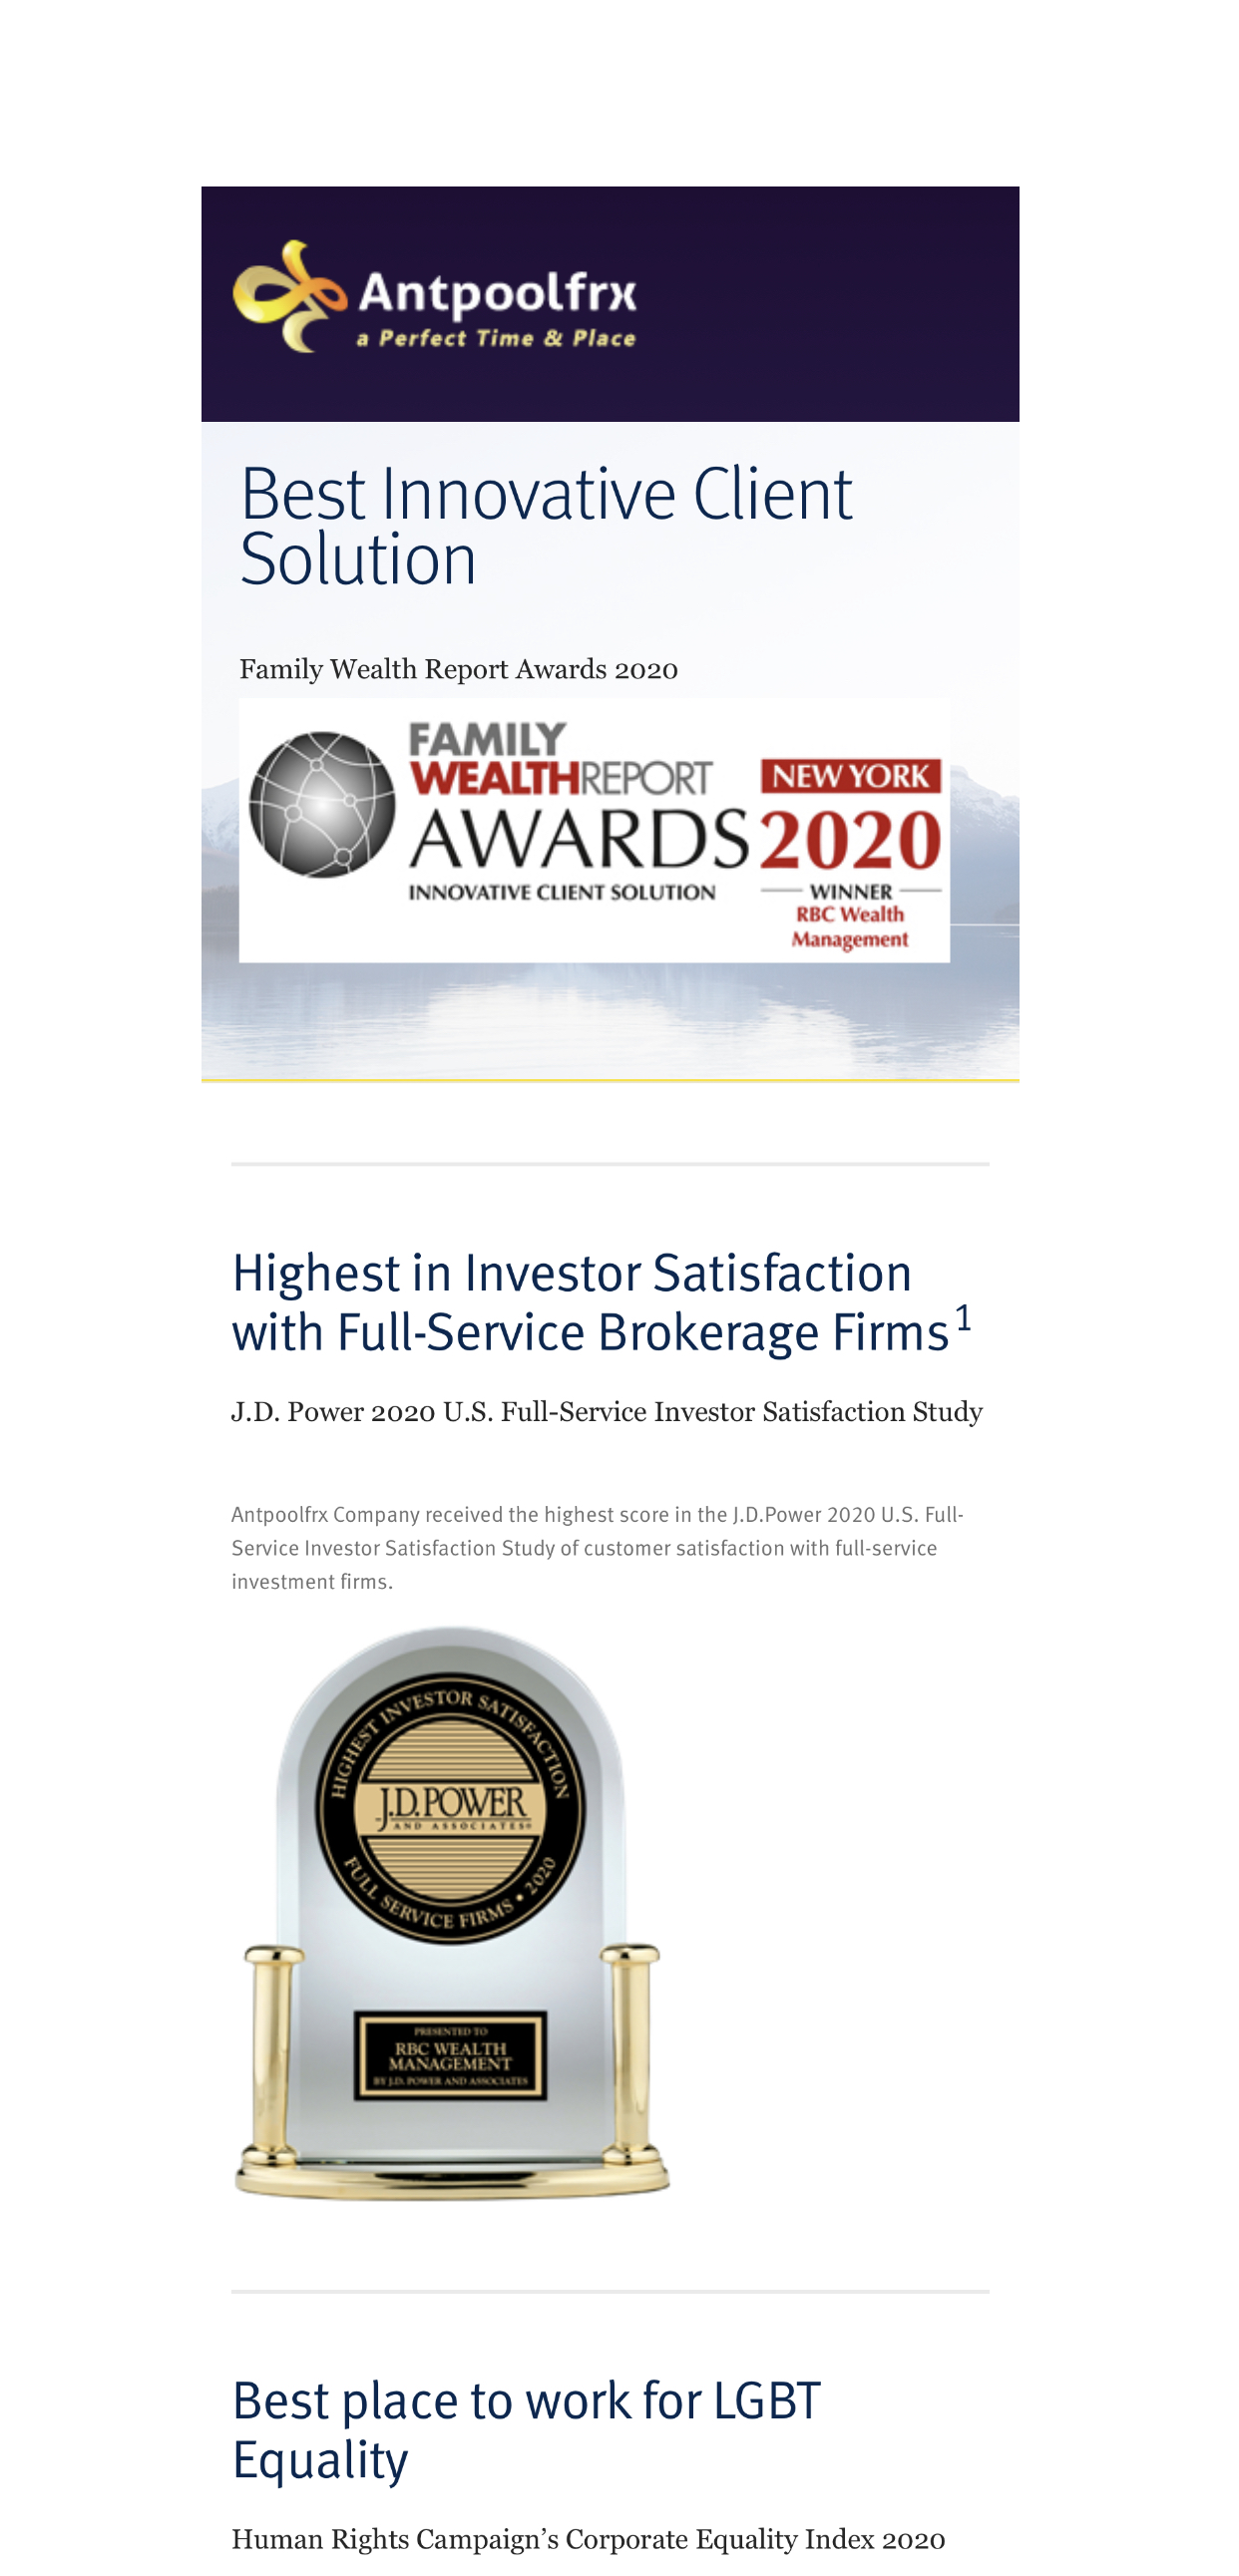 Antpoolfrx
a Perfect Time & Place
Best Innovative Client
Solution
Family Wealth Report Awards 2020
FAMILY
WEALTHREPORT
AWARDS
INNOVATIVE CLIENT SOLUTION
NEW YORK
2020
WINNER
RBC Wealth
Management
Highest in Investor Satisfaction
with Full-Service Brokerage Firms1
J.D. Power 2020 U.S. Full-Service Investor Satisfaction Study
Antpoolfrx Company received the highest score in the J.D.Power 2020 U.S. Full-
Service Investor Satisfaction Study of customer satisfaction with full-service
investment firms.
HIGHEST INVESTOR SATISFACTION
J.D. POWER
AND ASSOCIATES®
FULL SERVICE FIRMS • 2020
PRESENTED TO
RBC WEALTH
MANAGEMENT
BY J.D. POWER AND ASSOCIATES
Best place to work for LGBT
Equality
Human Rights Campaign’s Corporate Equality Index 2020